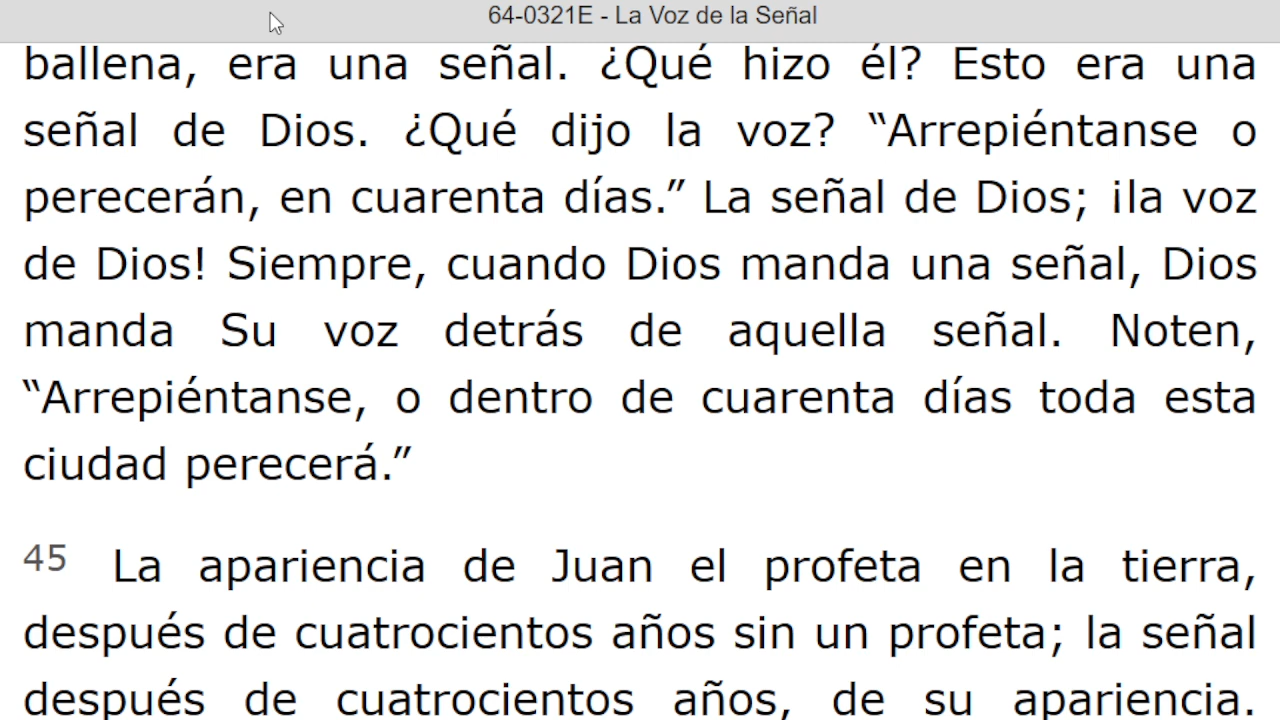 64-0321E - La Voz de la Señal
ballena, era una señal. ¿Qué hizo él? Esto era una
señal de Dios. ¿Qué dijo la voz? “Arrepiéntanse o
perecerán, en cuarenta días.” La señal de Dios; ¡la voz
de Dios! Siempre, cuando Dios manda una señal, Dios
manda Su voz detrás de aquella señal. Noten,
“Arrepiéntanse, o dentro de cuarenta días toda esta
ciudad perecerá.”
45 La apariencia de Juan el profeta en la tierra,
después de cuatrocientos años sin un profeta; la señal
después de cuatrocientos años, de su apariencia.